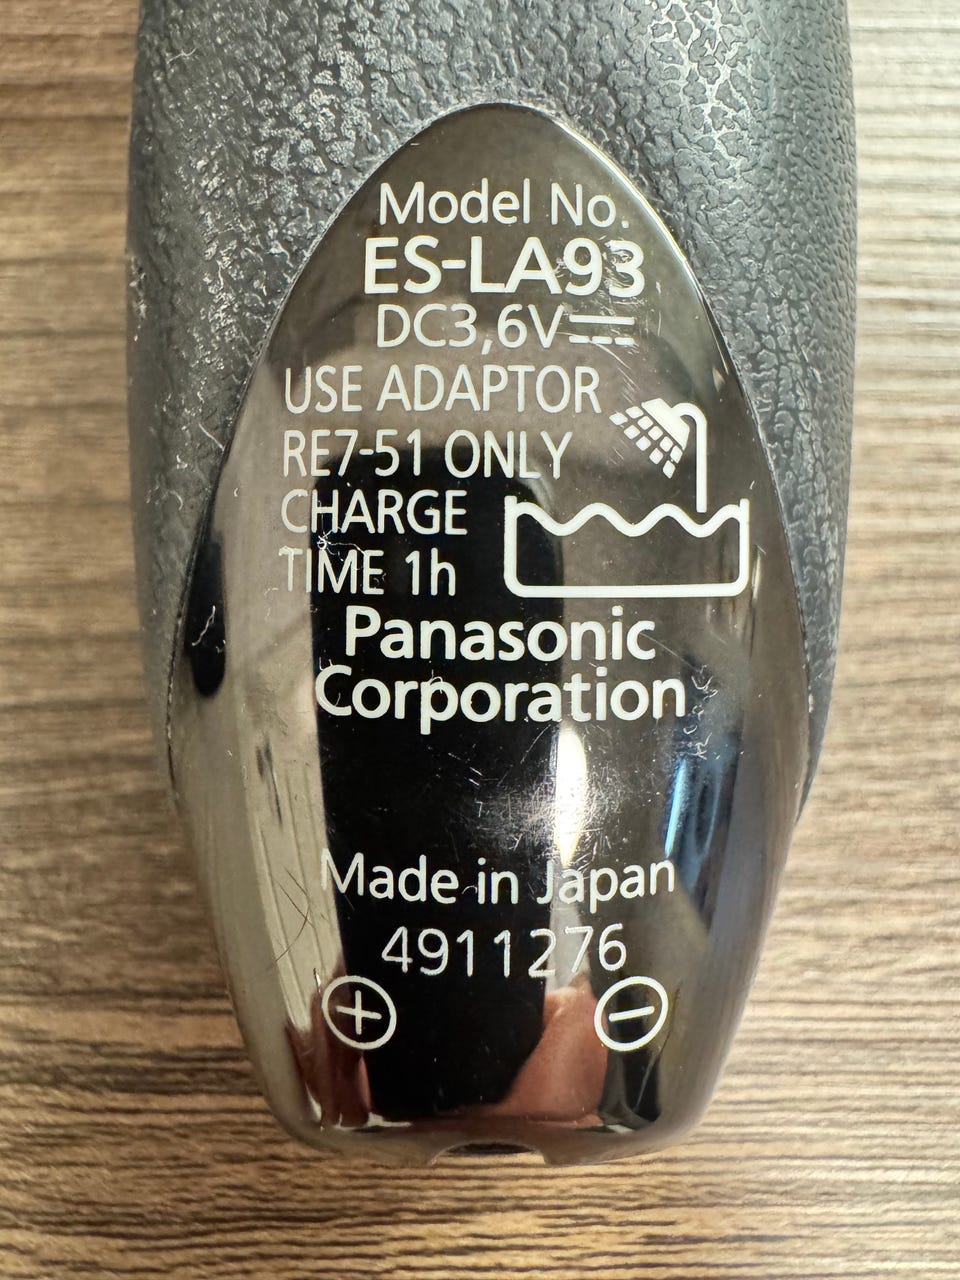 Model No.
ES-LA93
DC3,6V⎓
USE ADAPTOR
RE7-51 ONLY
CHARGE
TIME 1h
Panasonic
Corporation
Made in Japan
4911276
+ −